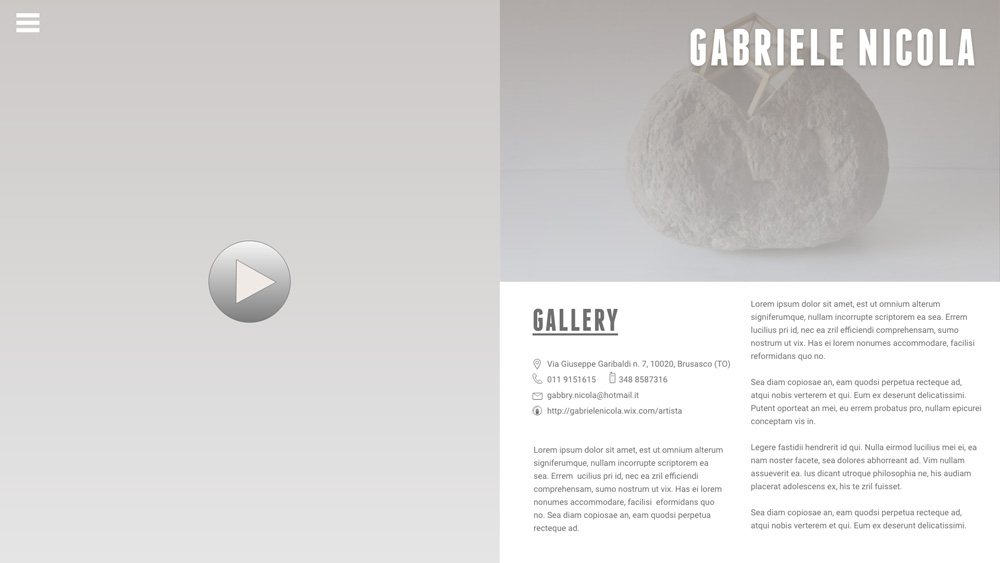 GABRIELE NICOLA
GALLERY
Via Giuseppe Garibaldi n. 7, 10020, Brusasco (TO)
011 9151615 348 8587316
gabbry.nicola@hotmail.it
http://gabrielenicola.wix.com/artista
Lorem ipsum dolor sit amet, est ut omnium alterum
signiferumque, nullam incorrupte scriptorem ea
sea. Errem  ucilius pri id, nec ea zril efficiendi
comprehensam, sumo nostrum ut vix. Has ei lorem
nonumes accommodare, facilisi  eformidans quo
no. Sea diam copiosae an, eam quodsi perpetua
recteque ad.
Lorem ipsum dolor sit amet, est ut omnium alterum
signiferumque, nullam incorrupte scriptorem ea sea. Errem
lucilius pri id, nec ea zril efficiendi comprehensam, sumo
nostrum ut vix. Has ei lorem nonumes accommodare, facilisi
reformidans quo no.
Sea diam copiosae an, eam quodsi perpetua recteque ad,
atqui nobis verterem et qui. Eum ex deserunt delicatissimi.
Putent oporteat an mei, eu errem probatus pro, nullam epicurei
conceptam vis in.
Legere fastidii hendrerit id qui. Nulla eirmod lucilius mei ei, ea
nam noster facete, sea dolores abhorreant ad. Vim nullam
assueverit ea. Ius dicant utroque philosophia ne, his audiam
placerat adolescens ex, his te zril fuisset.
Sea diam copiosae an, eam quodsi perpetua recteque ad,
atqui nobis verterem et qui. Eum ex deserunt delicatissimi.